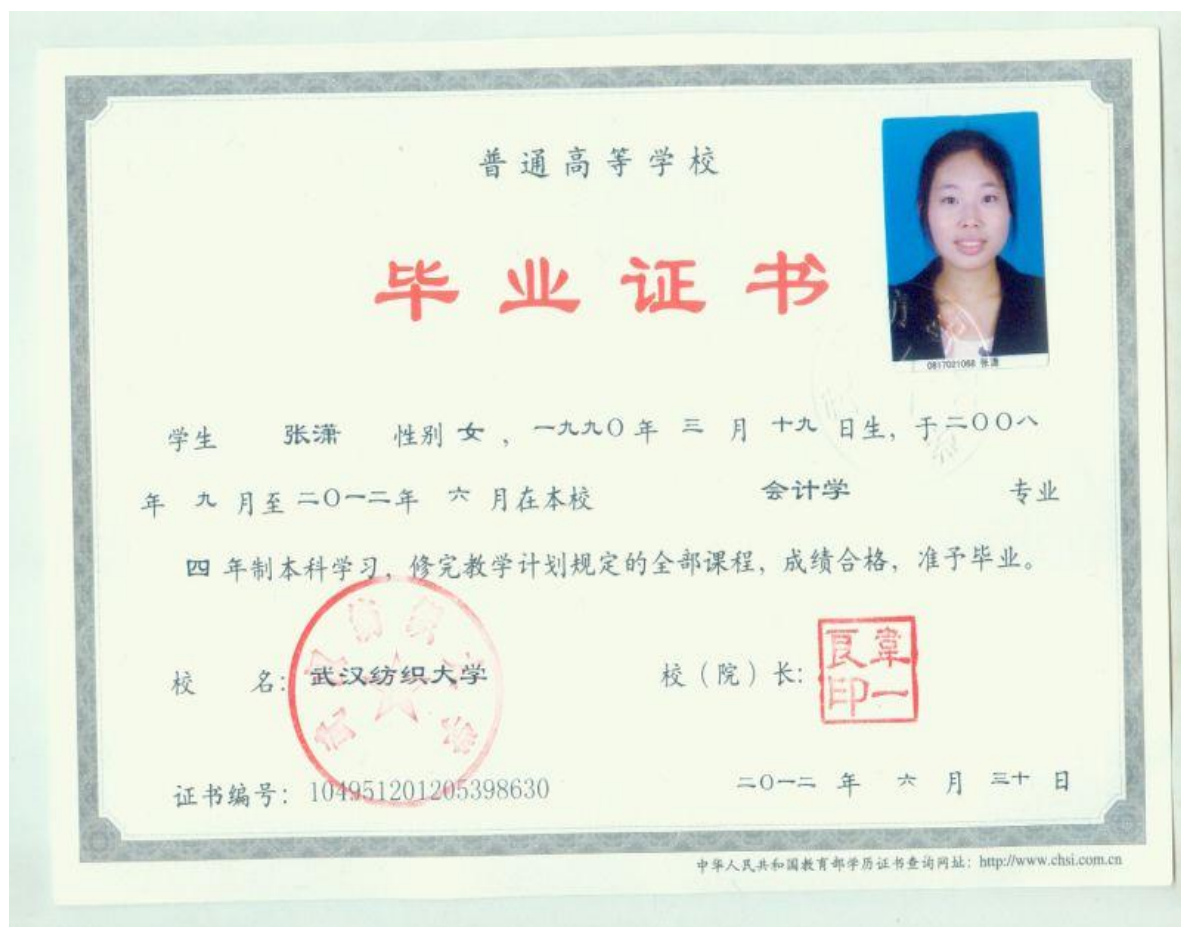 普通高等学校
毕业证书
0817021068 张潇
学生 张潇 性别 女 ，一九九〇 年 三 月 十九 日生，于二〇〇八
年 九 月至 二〇一二年 六 月在本校 会计学 专业
四 年制本科学习，修完教学计划规定的全部课程，成绩合格，准予毕业。
校 名：武汉纺织大学 校（院）长：韦一良印
证书编号：104951201205398630 二〇一二 年 六 月 三十 日
中华人民共和国教育部学历证书查询网址：http://www.chsi.com.cn